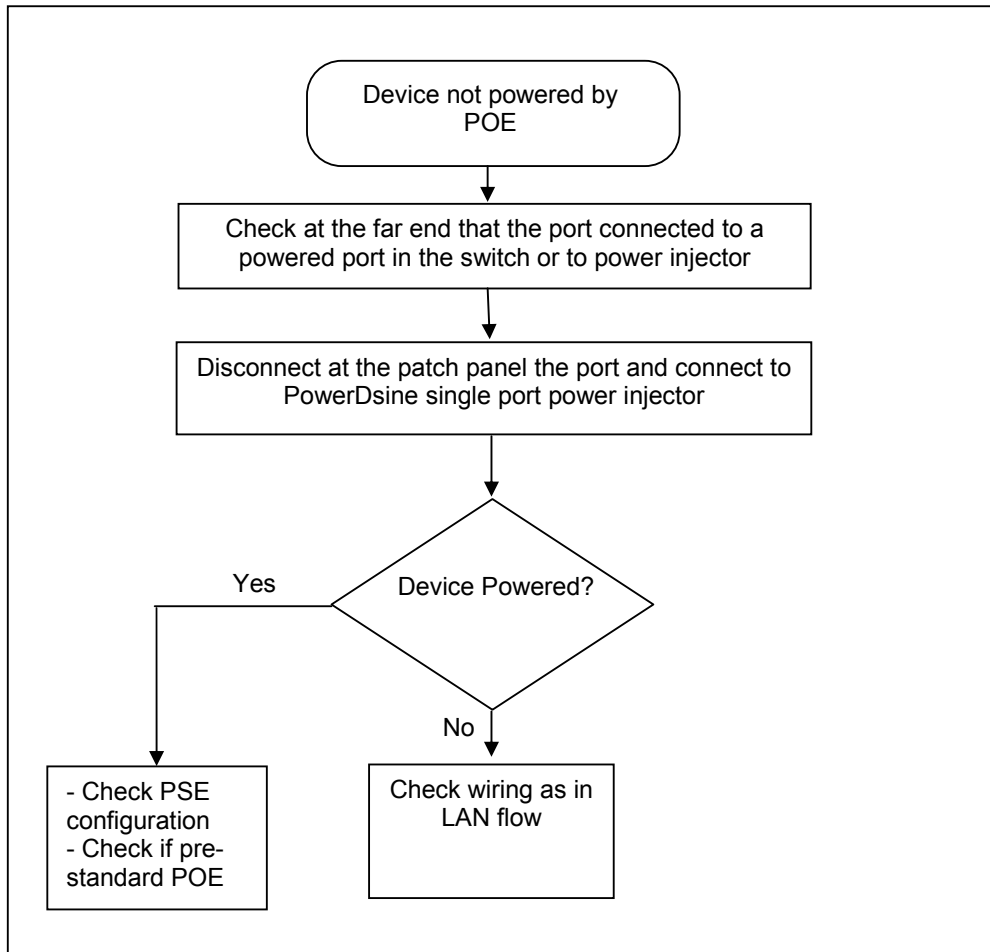 Device not powered by
POE
Check at the far end that the port connected to a
powered port in the switch or to power injector
Disconnect at the patch panel the port and connect to
PowerDsine single port power injector
Device Powered?
Yes
No
- Check PSE
configuration
- Check if pre-
standard POE
Check wiring as in
LAN flow